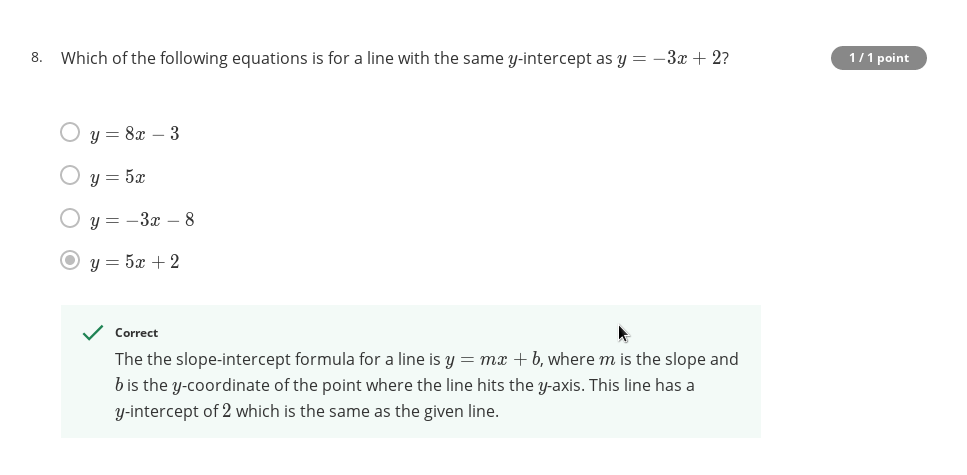 8. Which of the following equations is for a line with the same y-intercept as y = −3x + 2? 1 / 1 point
y = 8x − 3
y = 5x
y = −3x − 8
y = 5x + 2
Correct
The the slope-intercept formula for a line is y = mx + b, where m is the slope and
b is the y-coordinate of the point where the line hits the y-axis. This line has a
y-intercept of 2 which is the same as the given line.